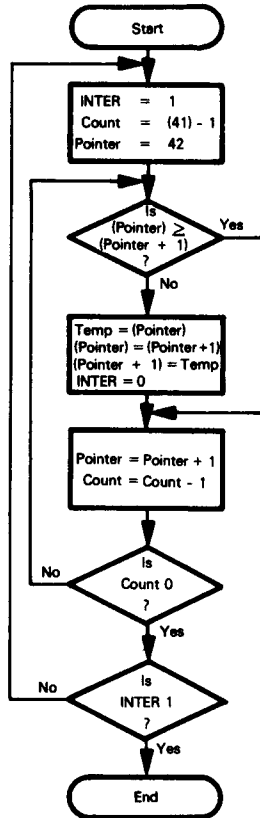 Start
INTER = 1
Count = (41) - 1
Pointer = 42
Is
(Pointer) ≥
(Pointer + 1)
?
Yes
No
Temp = (Pointer)
(Pointer) = (Pointer+1)
(Pointer + 1) = Temp
INTER = 0
Pointer = Pointer + 1
Count = Count - 1
Is
Count 0
?
No
Yes
Is
INTER 1
?
No
Yes
End